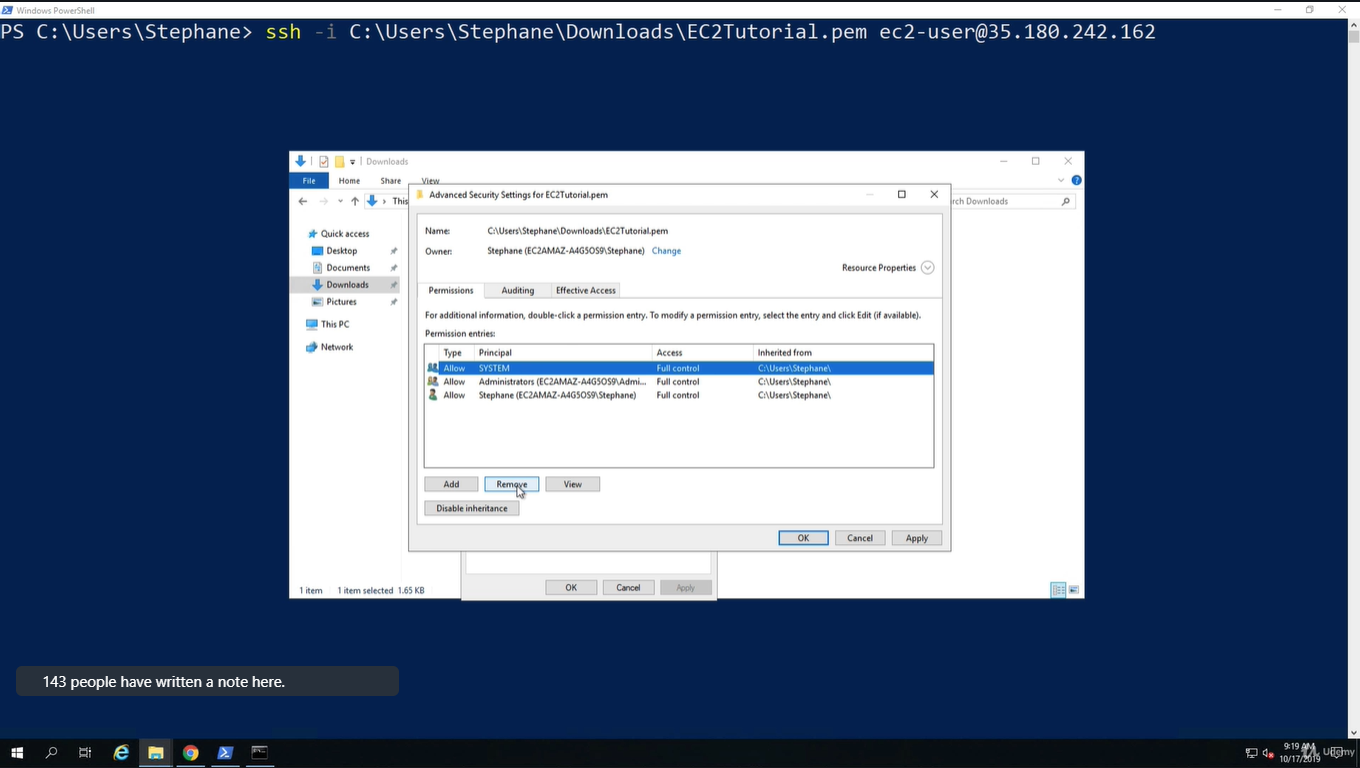 Windows PowerShell
PS C:\Users\Stephane> ssh -i C:\Users\Stephane\Downloads\EC2Tutorial.pem ec2-user@35.180.242.162
Downloads
File Home Share View
This
rch Downloads
Advanced Security Settings for EC2Tutorial.pem
Quick access
Desktop
Documents
Downloads
Pictures
This PC
Network
Name: C:\Users\Stephane\Downloads\EC2Tutorial.pem
Owner: Stephane (EC2AMAZ-A4G5OS9\Stephane) Change
Resource Properties
Permissions Auditing Effective Access
For additional information, double-click a permission entry. To modify a permission entry, select the entry and click Edit (if available).
Permission entries:
Type Principal Access Inherited from
Allow SYSTEM Full control C:\Users\Stephane\
Allow Administrators (EC2AMAZ-A4G5OS9\Admi... Full control C:\Users\Stephane\
Allow Stephane (EC2AMAZ-A4G5OS9\Stephane) Full control C:\Users\Stephane\
Add Remove View
Disable inheritance
OK Cancel Apply
OK Cancel Apply
1 item 1 item selected 1.65 KB
143 people have written a note here.
9:19 AM
10/17/2019
Udemy